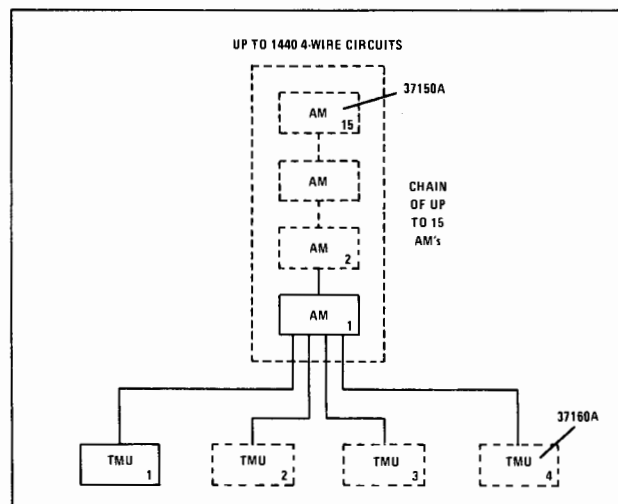 UP TO 1440 4-WIRE CIRCUITS
37150A
AM
15
AM
CHAIN
OF UP
TO 15
AM's
AM
2
AM
1
37160A
TMU
1
TMU
2
TMU
3
TMU
4